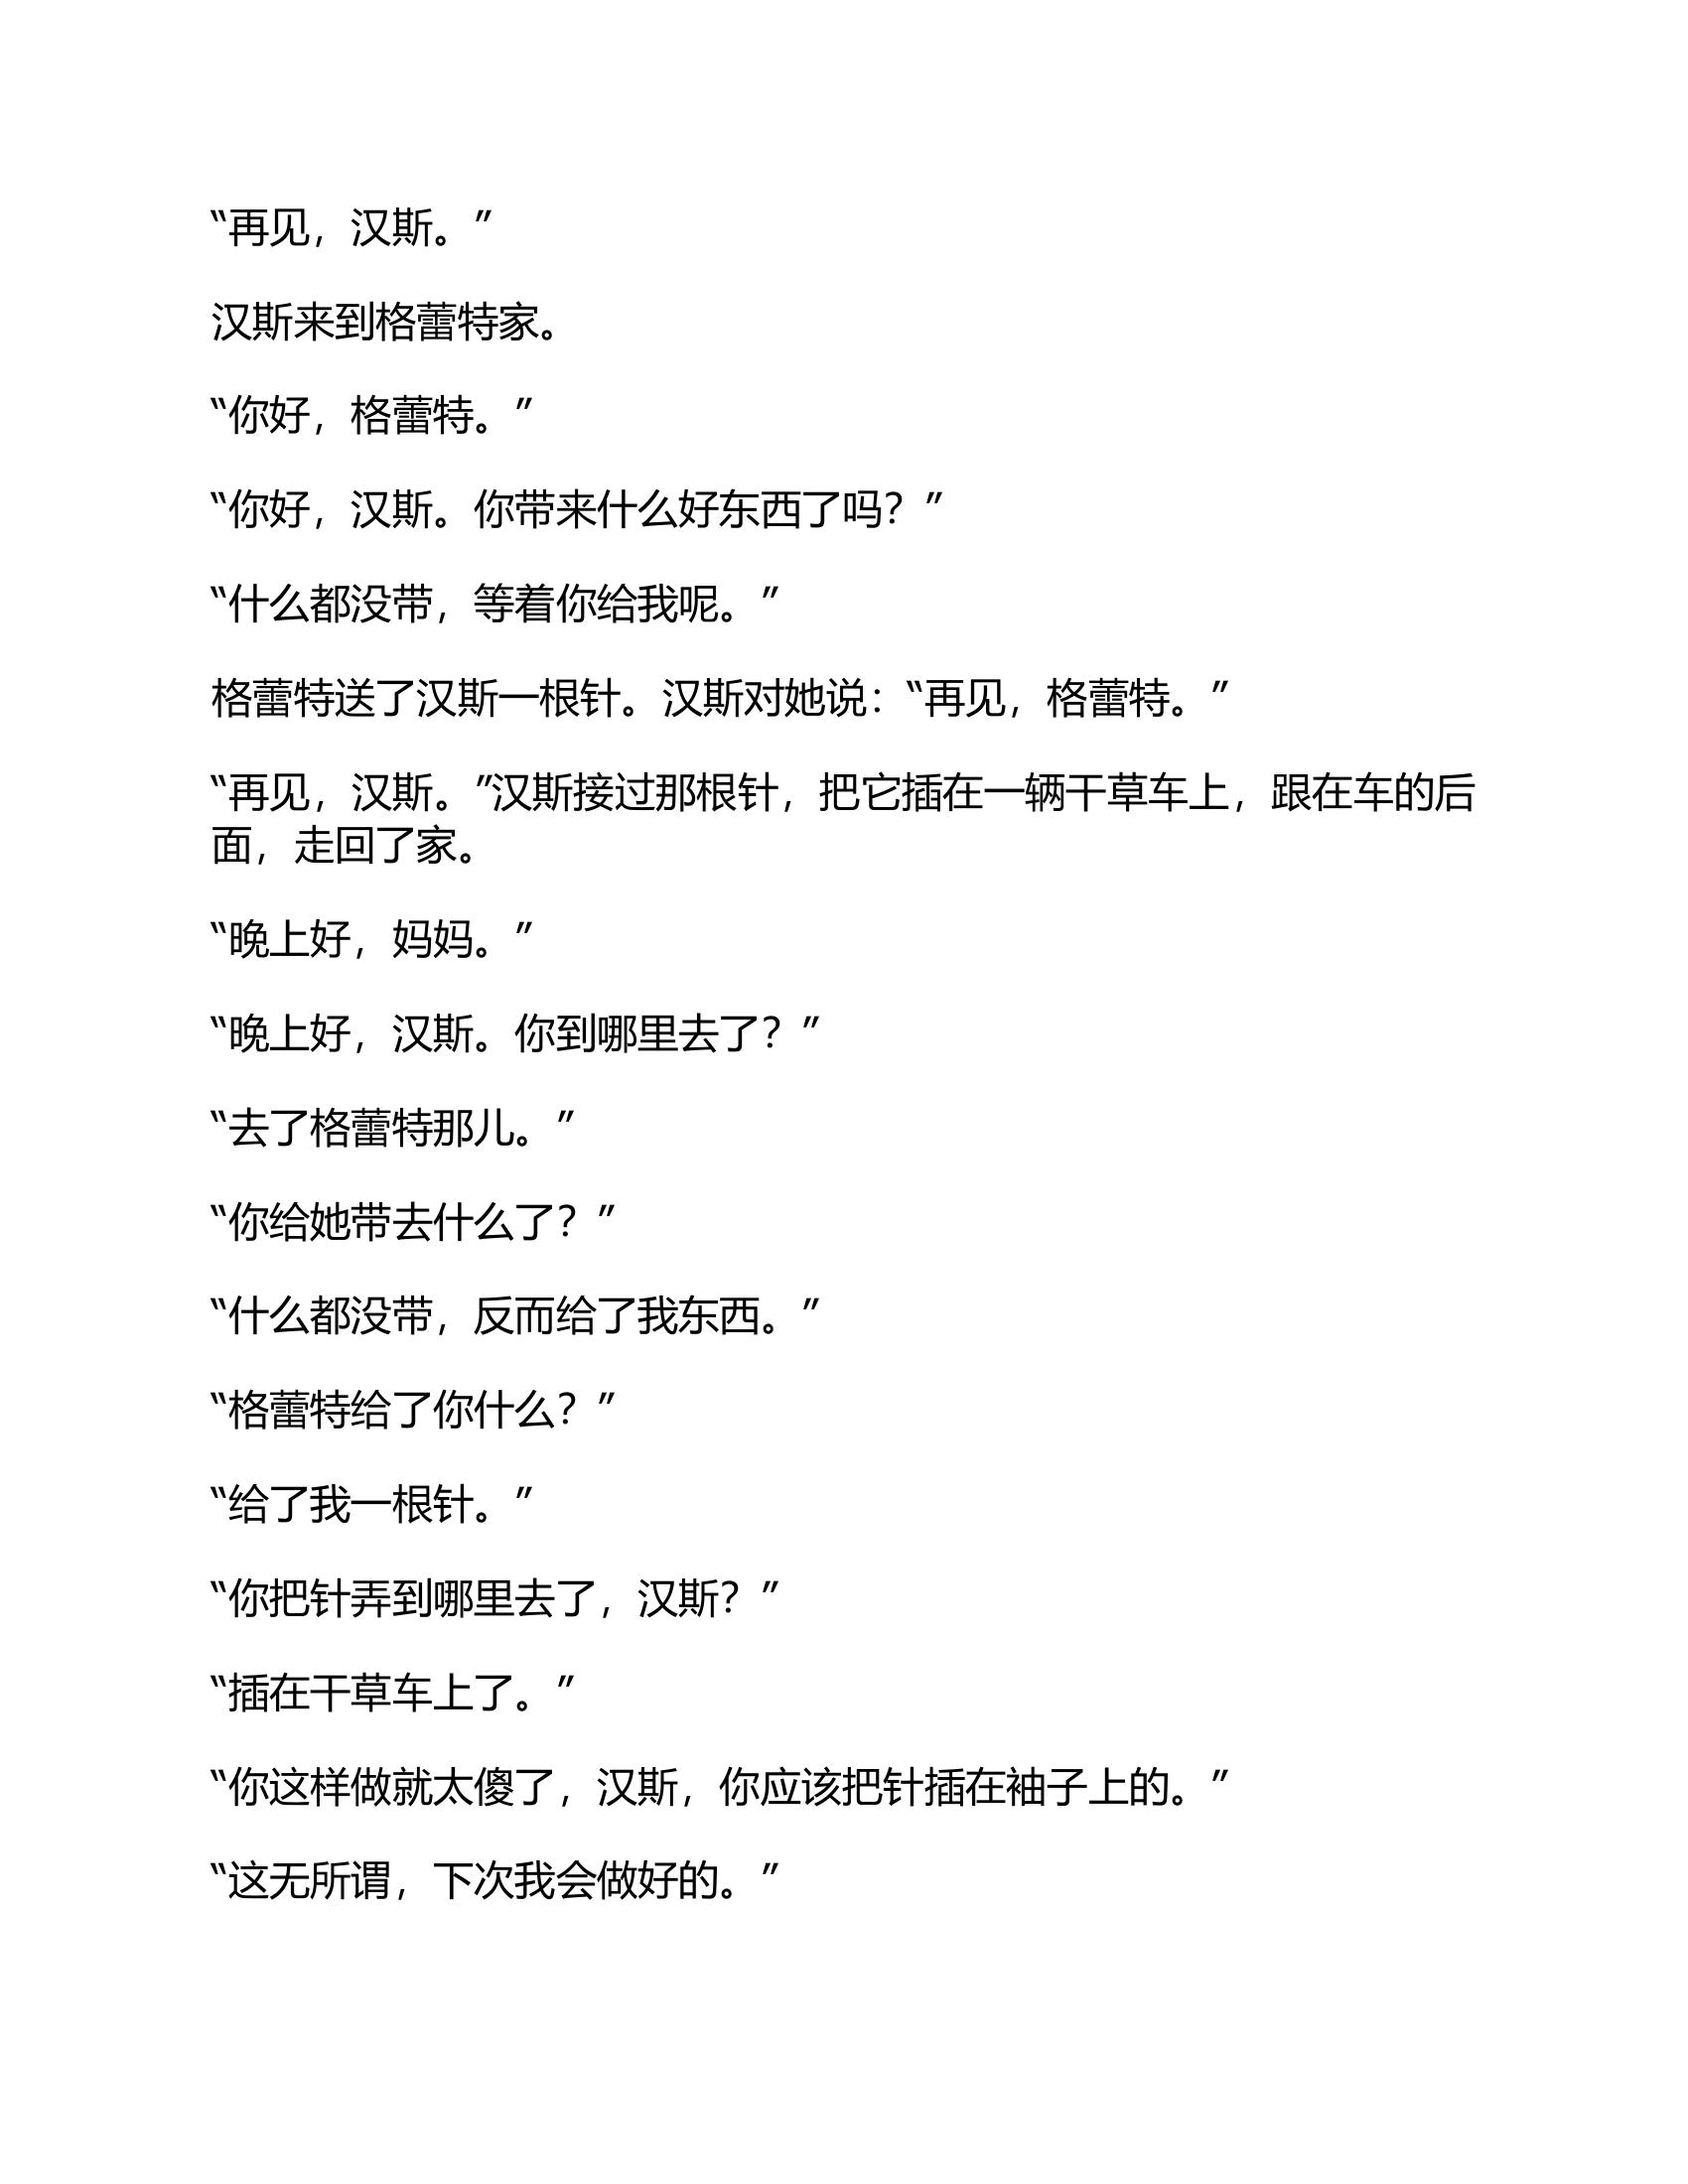 “再见，汉斯。”
汉斯来到格蕾特家。
“你好，格蕾特。”
“你好，汉斯。你带来什么好东西了吗？”
“什么都没带，等着你给我呢。”
格蕾特送了汉斯一根针。汉斯对她说：“再见，格蕾特。”
“再见，汉斯。”汉斯接过那根针，把它插在一辆干草车上，跟在车的后
面，走回了家。
“晚上好，妈妈。”
“晚上好，汉斯。你到哪里去了？”
“去了格蕾特那儿。”
“你给她带去什么了？”
“什么都没带，反而给了我东西。”
“格蕾特给了你什么？”
“给了我一根针。”
“你把针弄到哪里去了，汉斯？”
“插在干草车上了。”
“你这样做就太傻了，汉斯，你应该把针插在袖子上的。”
“这无所谓，下次我会做好的。”